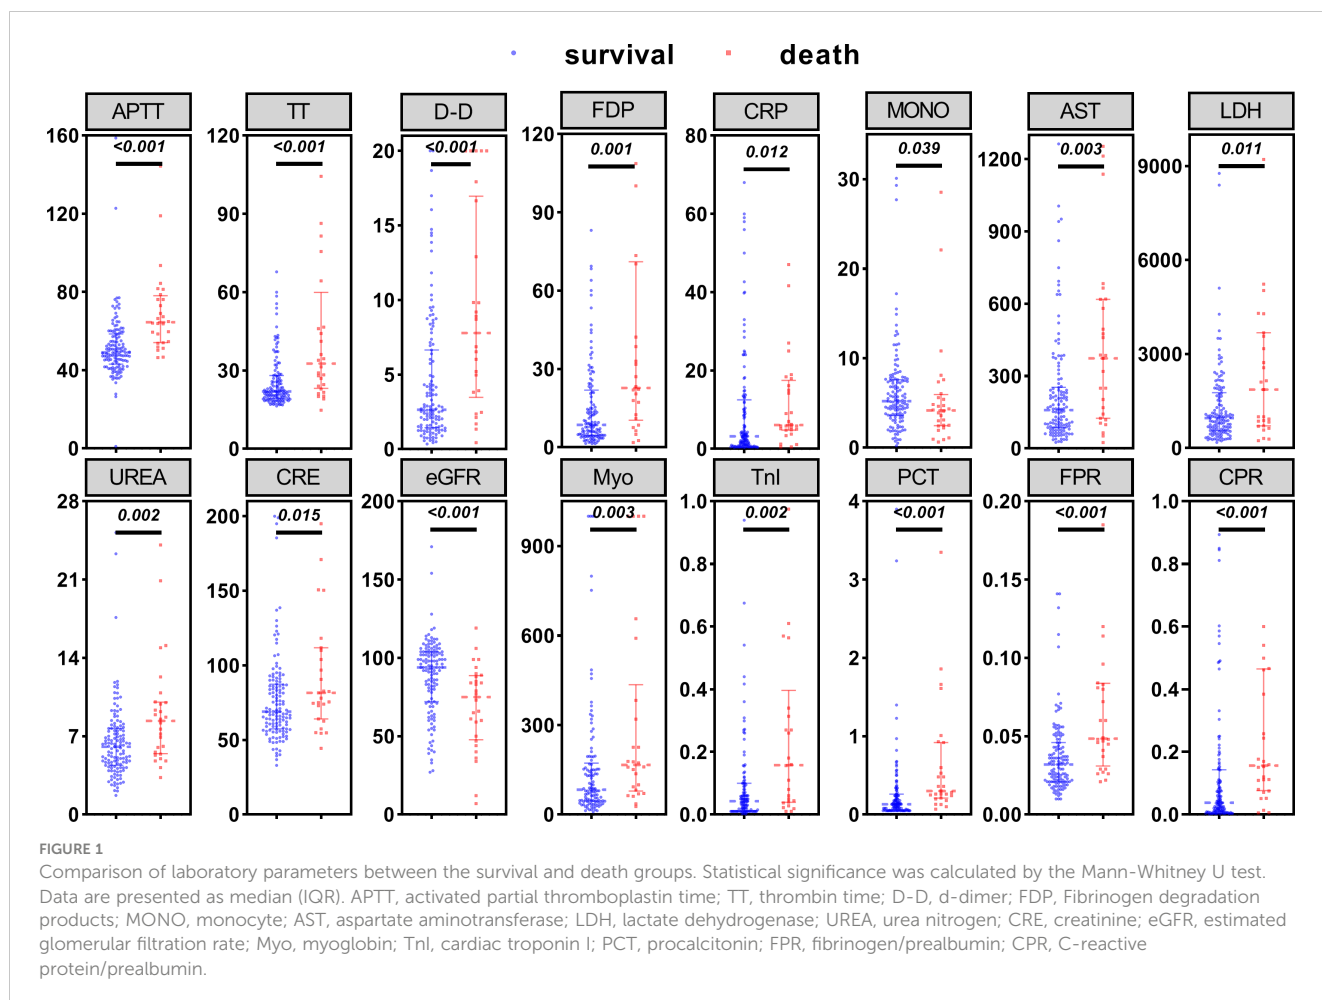 survival death
APTT TT D-D FDP CRP MONO AST LDH
160 120 20 120 80 30 1200 9000
<0.001 <0.001 <0.001 0.001 0.012 0.039 0.003 0.011
120 90 15 90 60 20 900 6000
80 60 10 60 40 10 600 3000
40 30 5 30 20 0 300 0
0 0 0 0 0 0
UREA CRE eGFR Myo TnI PCT FPR CPR
28 200 200 900 1.0 4 0.20 1.0
0.002 0.015 <0.001 0.003 0.002 <0.001 <0.001 <0.001
21 150 150 600 0.8 3 0.15 0.8
14 100 100 300 0.6 2 0.10 0.6
7 50 50 0 0.4 1 0.05 0.4
0 0 0 0.2 0 0.00 0.2
0.0 0.0
FIGURE 1
Comparison of laboratory parameters between the survival and death groups. Statistical significance was calculated by the Mann-Whitney U test.
Data are presented as median (IQR). APTT, activated partial thromboplastin time; TT, thrombin time; D-D, d-dimer; FDP, Fibrinogen degradation
products; MONO, monocyte; AST, aspartate aminotransferase; LDH, lactate dehydrogenase; UREA, urea nitrogen; CRE, creatinine; eGFR, estimated
glomerular filtration rate; Myo, myoglobin; TnI, cardiac troponin I; PCT, procalcitonin; FPR, fibrinogen/prealbumin; CPR, C-reactive
protein/prealbumin.